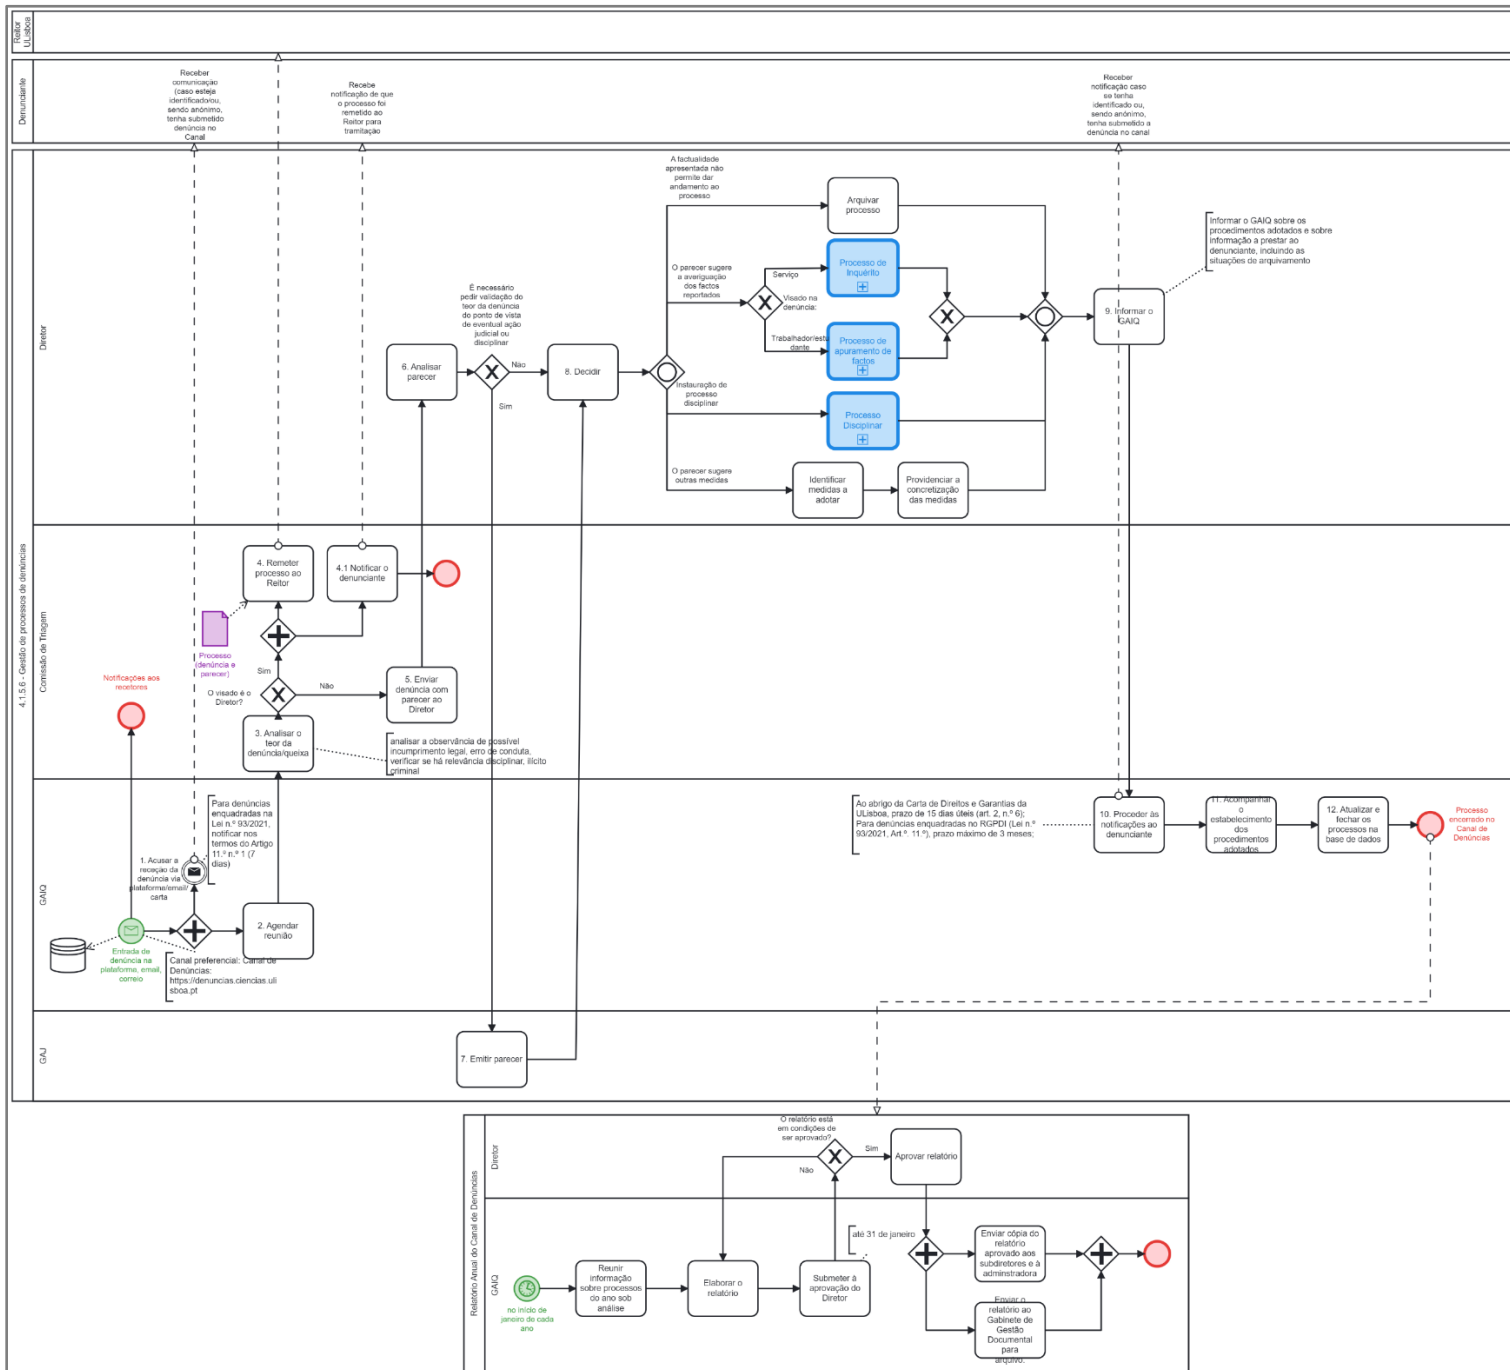 Reitor
ULisboa
Denunciante
Receber
comunicação
(caso esteja
identificado/ou,
sendo anónimo,
tenha submetido
denúncia no
Canal
Recebe
notificação de que
o processo foi
remetido ao
Reitor para
tramitação
Receber
notificação caso
se tenha
identificado ou,
sendo anónimo,
tenha submetido a
denúncia no canal
4.1.5.6 - Gestão de processos de denúncias
Diretor
A factualidade
apresentada não
permite dar
andamento ao
processo
Arquivar
processo
Informar o GAIQ sobre os
procedimentos adotados e sobre
informação a prestar ao
denunciante, incluindo as
situações de arquivamento
O parecer sugere
a averiguação
dos factos
reportados
Serviço
Processo de
Inquérito
Visado na
denúncia:
É necessário
pedir validação do
teor da denúncia
do ponto de vista
de eventual ação
judicial ou
disciplinar
9. Informar o
GAIQ
Trabalhador/estu
dante
Processo de
apuramento de
factos
6. Analisar
parecer
Nao
8. Decidir
Sim
Instauração de
processo
disciplinar
Processo
Disciplinar
O parecer sugere
outras medidas
Identificar
medidas a
adotar
Providenciar a
concretização
das medidas
Comissão de Triagem
4. Remeter
processo ao
Reitor
4.1 Notificar o
denunciante
Processo
(denúncia e
parecer)
Sim
O visado é o
Diretor?
Não
5. Enviar
denúncia com
parecer ao
Diretor
Notificações aos
recetores
3. Analisar o
teor da
denúncia/queixa
analisar a observância de possível
incumprimento legal, erro de conduta,
verificar se há relevância disciplinar, ilícito
criminal
GAIQ
Para denúncias
enquadradas na
Lei n.º 93/2021,
notificar nos
termos do Artigo
11.º n.º 1 (7
dias)
1. Acusar a
receção da
denúncia via
plataforma/email/
carta
2. Agendar
reunião
Entrada de
denúncia na
plataforma, email,
correio
Canal preferencial: Canal de
Denúncias:
https://denuncias.ciencias.uli
sboa.pt
Ao abrigo da Carta de Direitos e Garantias da
ULisboa, prazo de 15 dias úteis (art. 2, n.º 6);
Para denúncias enquadradas no RGPDI (Lei n.º
93/2021, Art.º. 11.º), prazo máximo de 3 meses;
10. Proceder às
notificações ao
denunciante
11. Acompanhar
o
estabelecimento
dos
procedimentos
adotados
12. Atualizar e
fechar os
processos na
base de dados
Processo
encerrado no
Canal de
Denúncias
GAJ
7. Emitir parecer
Relatório Anual do Canal de Denúncias
Diretor
O relatório está
em condições de
ser aprovado?
Sim
Não
Aprovar relatório
GAIQ
até 31 de janeiro
no início de
janeiro de cada
ano
Reunir
informação
sobre processos
do ano sob
análise
Elaborar o
relatório
Submeter à
aprovação do
Diretor
Enviar cópia do
relatório
aprovado aos
subdiretores e à
adminstradora
Enviar o
relatório ao
Gabinete de
Gestão
Documental
para
arquivo.